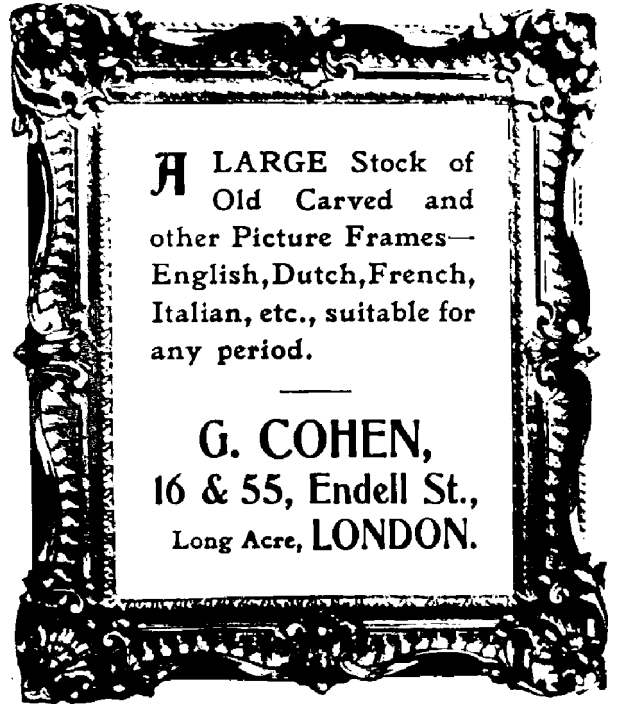 A LARGE Stock of
Old Carved and
other Picture Frames—
English, Dutch, French,
Italian, etc., suitable for
any period.
G. COHEN,
16 & 55, Endell St.,
Long Acre, LONDON.